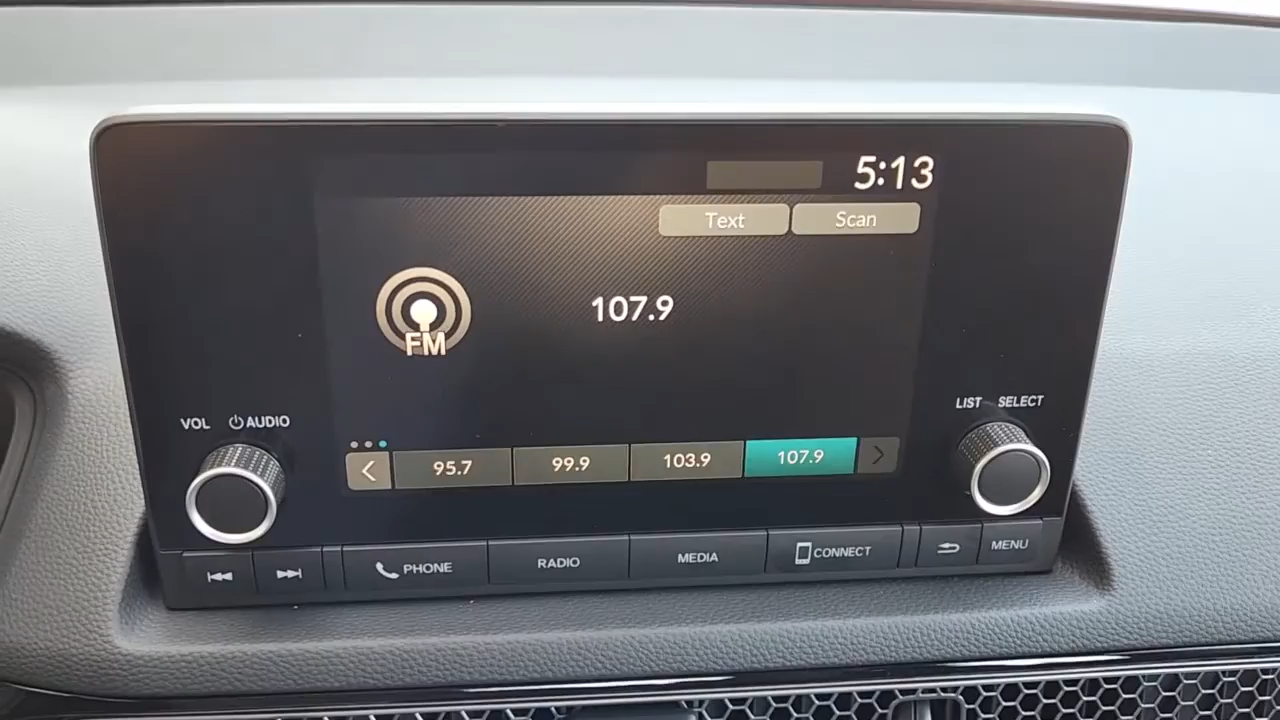 5:13
Text Scan
107.9
FM
VOL AUDIO
LIST SELECT
95.7 99.9 103.9 107.9
PHONE RADIO MEDIA CONNECT MENU